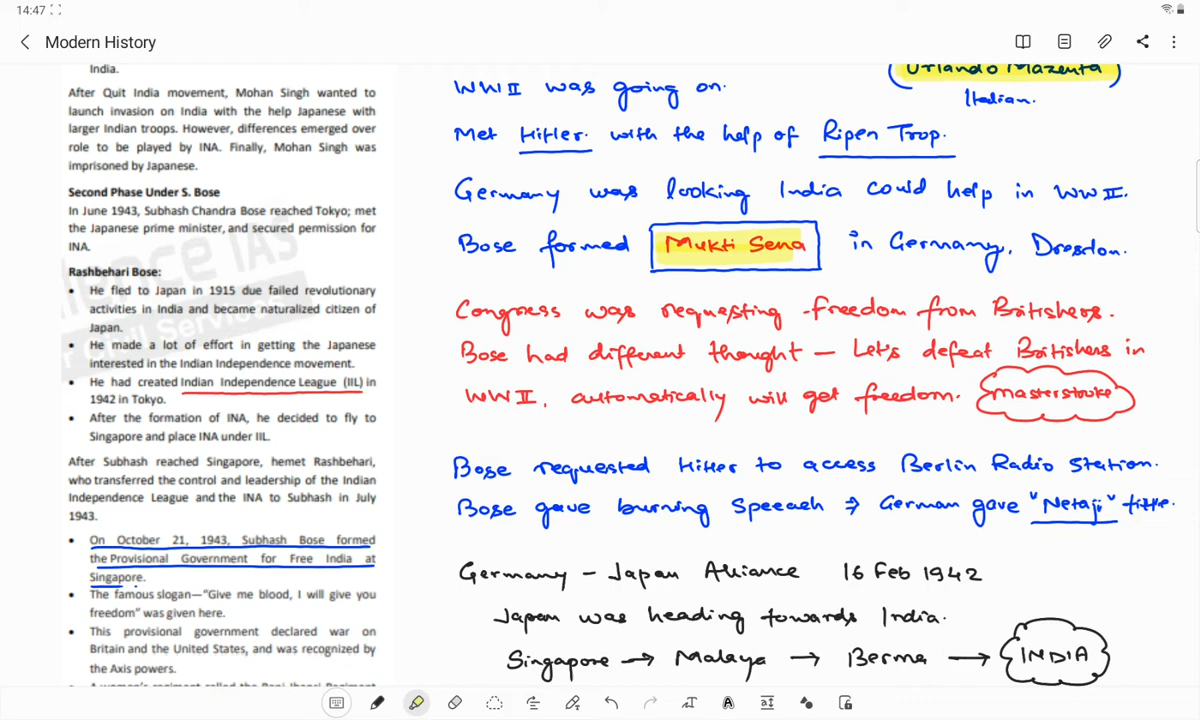 14:47
Modern History
India.
After Quit India movement, Mohan Singh wanted to
launch invasion on India with the help Japanese with
larger Indian troops. However, differences emerged over
role to be played by INA. Finally, Mohan Singh was
imprisoned by Japanese.
Second Phase Under S. Bose
In June 1943, Subhash Chandra Bose reached Tokyo; met
the Japanese prime minister, and secured permission for
INA.
Rashbehari Bose:
• He fled to Japan in 1915 due failed revolutionary
activities in India and became naturalized citizen of
Japan.
• He made a lot of effort in getting the Japanese
interested in the Indian Independence movement.
• He had created Indian Independence League (IIL) in
1942 in Tokyo.
• After the formation of INA, he decided to fly to
Singapore and place INA under IIL.
After Subhash reached Singapore, hemet Rashbehari,
who transferred the control and leadership of the Indian
Independence League and the INA to Subhash in July
1943.
• On October 21, 1943, Subhash Bose formed
the Provisional Government for Free India at
Singapore.
• The famous slogan—"Give me blood, I will give you
freedom" was given here.
• This provisional government declared war on
Britain and the United States, and was recognized by
the Axis powers.
(Orlando Mazenta)
Italian.
WW II was going on.
Met Hitler. with the help of Ripen Trop.
Germany was looking India could help in WW II.
Bose formed Mukti Sena in Germany, Dresdon.
Congress was requesting freedom from Britishers.
Bose had different thought – Let's defeat Britishers in
WW II, automatically will get freedom. masterstroke
Bose requested Hitler to access Berlin Radio Station.
Bose gave burning speech → German gave "Netaji" title.
Germany – Japan Alliance 16 Feb 1942
Japan was heading towards India.
Singapore → Malaya → Berma → INDIA